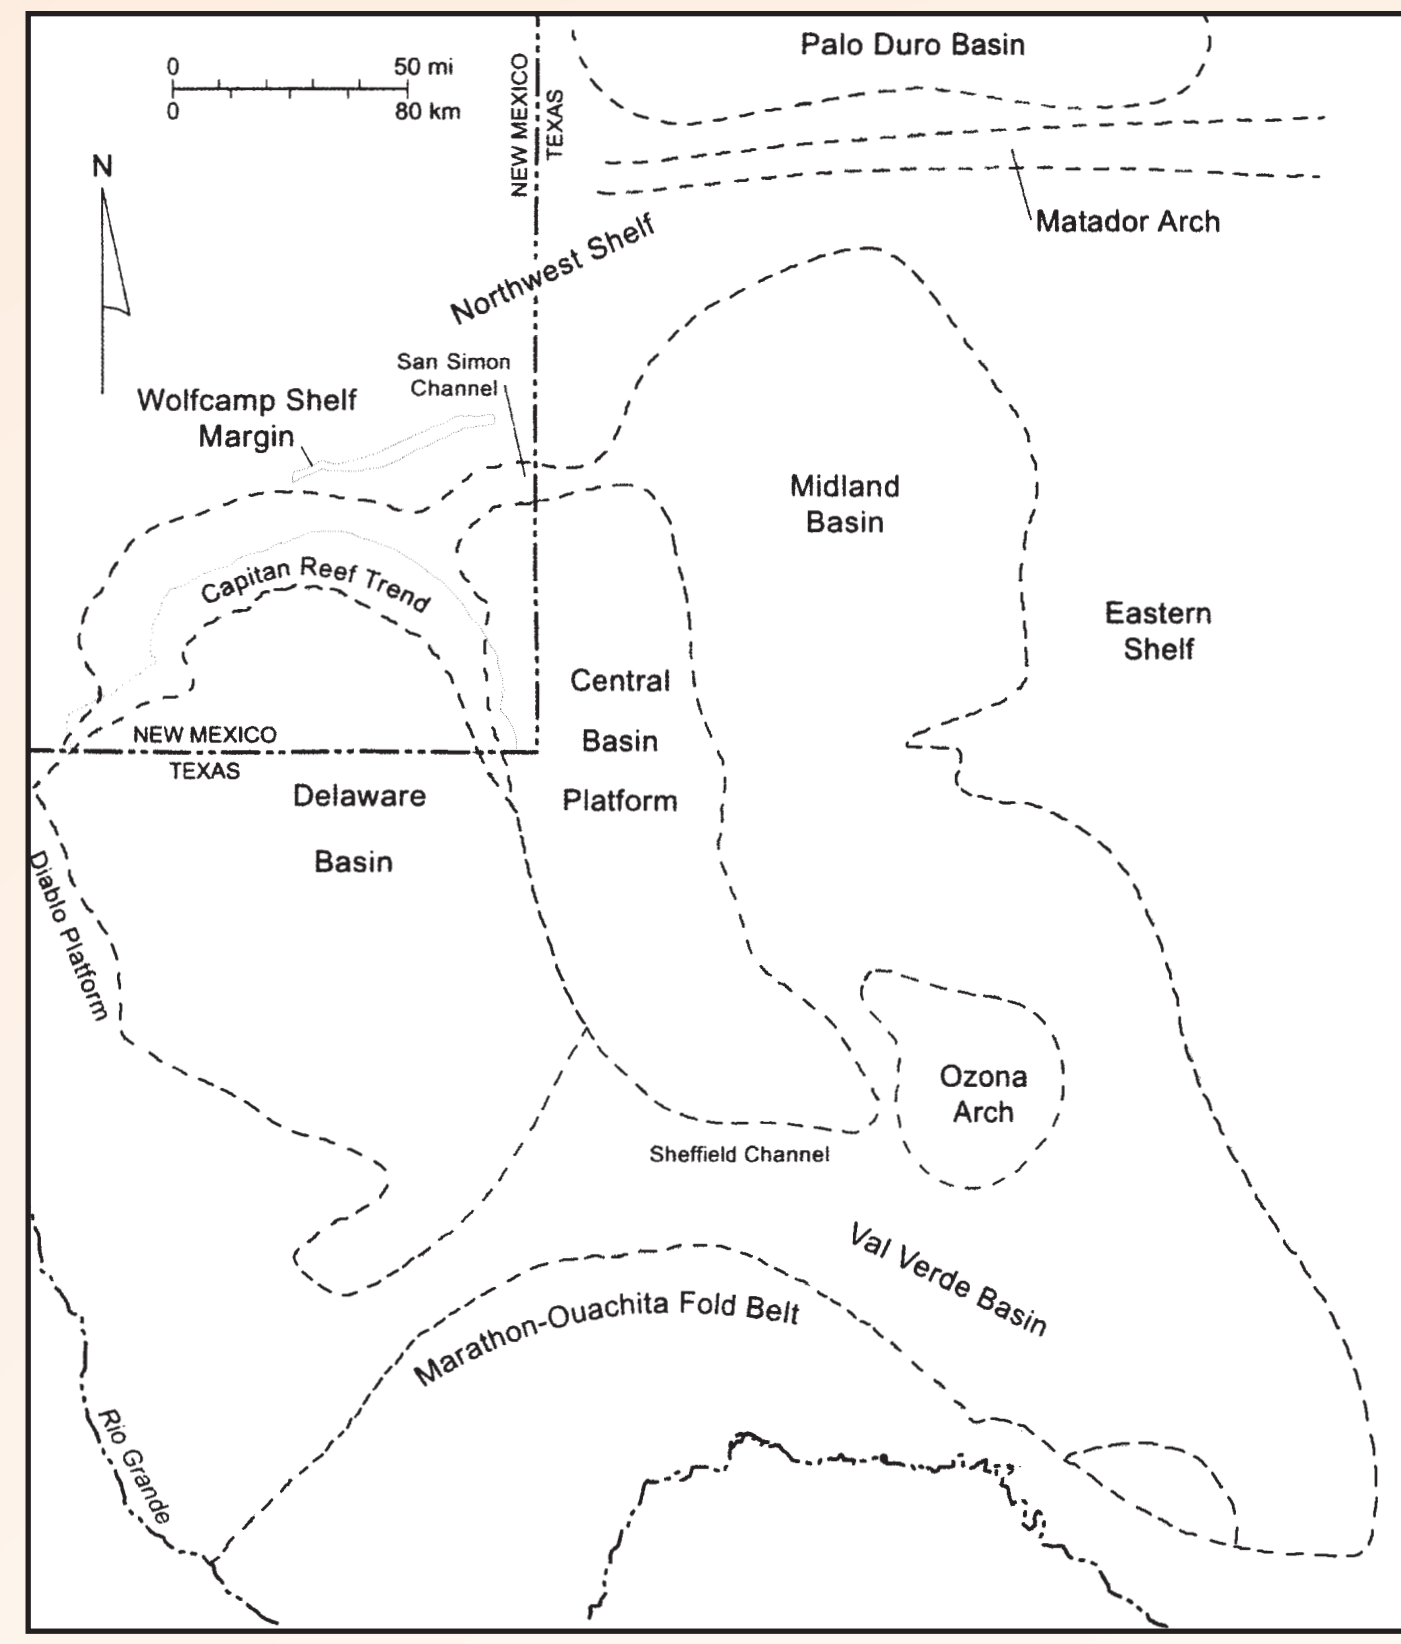 Palo Duro Basin
0 50 mi
0 80 km
NEW MEXICO
TEXAS
N
Matador Arch
Northwest Shelf
San Simon
Channel
Wolfcamp Shelf
Margin
Midland
Basin
Capitan Reef Trend
Eastern
Shelf
Central
Basin
Platform
NEW MEXICO
TEXAS
Delaware
Basin
Diablo Platform
Ozona
Arch
Sheffield Channel
Val Verde Basin
Marathon-Ouachita Fold Belt
Rio Grande